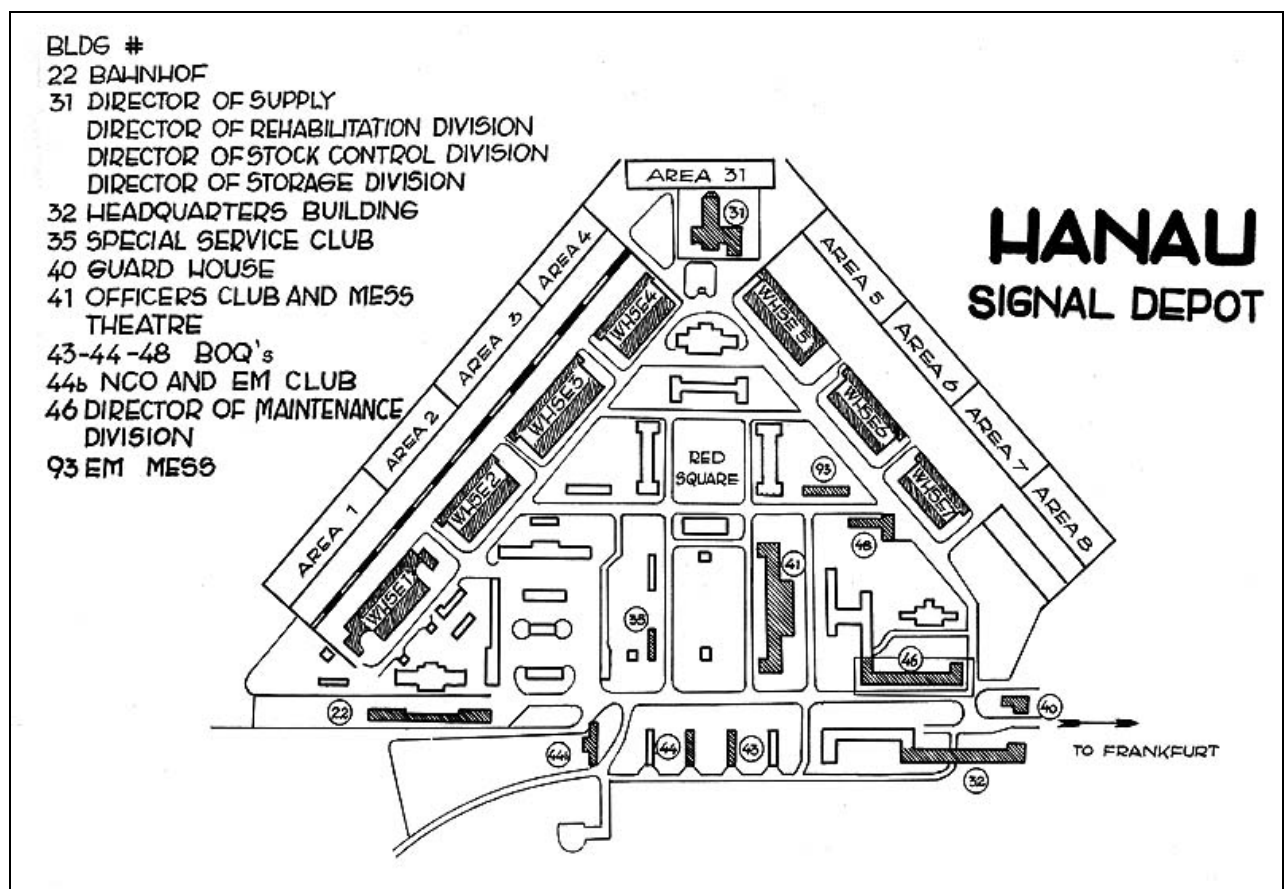 BLDG #
22 BAHNHOF
31 DIRECTOR OF SUPPLY
DIRECTOR OF REHABILITATION DIVISION
DIRECTOR OF STOCK CONTROL DIVISION
DIRECTOR OF STORAGE DIVISION
32 HEADQUARTERS BUILDING
35 SPECIAL SERVICE CLUB
40 GUARD HOUSE
41 OFFICERS CLUB AND MESS
THEATRE
43-44-48 BOQ's
44b NCO AND EM CLUB
46 DIRECTOR OF MAINTENANCE
DIVISION
93 EM MESS
HANAU
SIGNAL DEPOT
AREA 31
31
AREA 4
AREA 3
AREA 2
AREA 1
AREA 5
AREA 6
AREA 7
AREA 8
WHSE 4
WHSE 3
WHSE 2
WHSE 1
WHSE 5
WHSE 6
WHSE 7
RED
SQUARE
93
48
41
35
46
22
40
44b
44
43
32
TO FRANKFURT